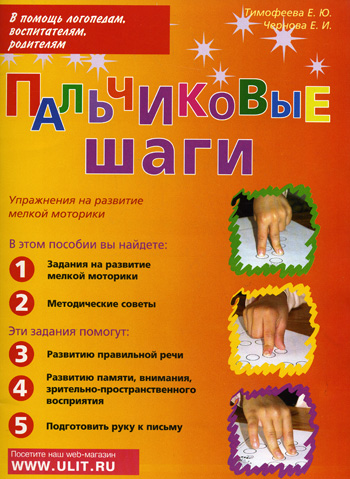 В помощь логопедам,
воспитателям,
родителям
Тимофеева Е. Ю.
Чернова Е. И.
ПАЛЬЧИКОВЫЕ
ШАГИ
Упражнения на развитие
мелкой моторики
В этом пособии вы найдете:
1 Задания на развитие
мелкой моторики
2 Методические советы
Эти задания помогут:
3 Развитию правильной речи
4 Развитию памяти, внимания,
зрительно-пространственного
восприятия
5 Подготовить руку к письму
Посетите наш web-магазин
WWW.ULIT.RU